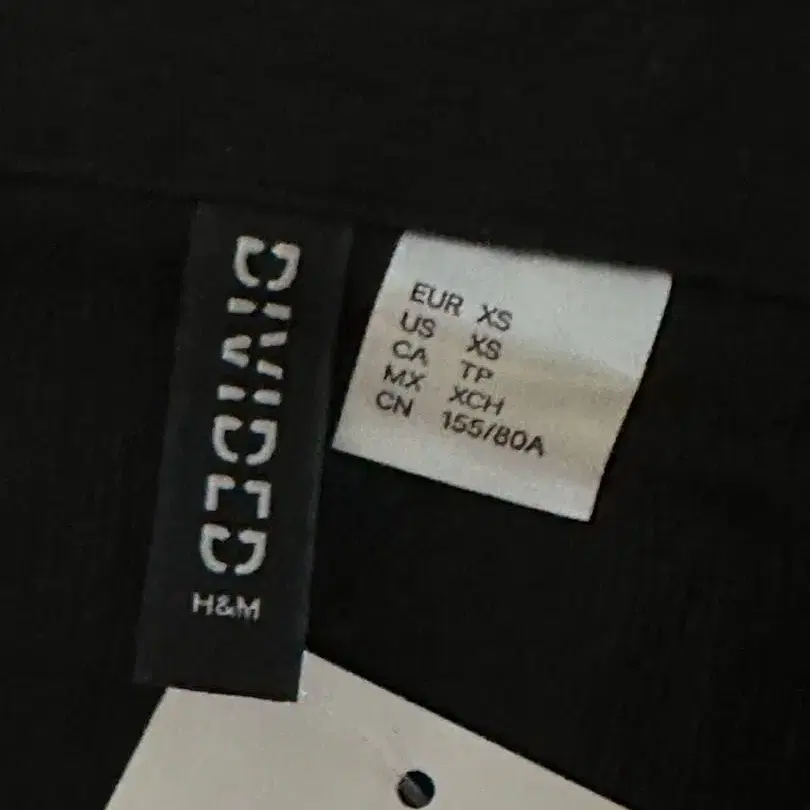 DIVIDED
H&M
EUR XS
US XS
CA TP
MX XCH
CN 155/80A